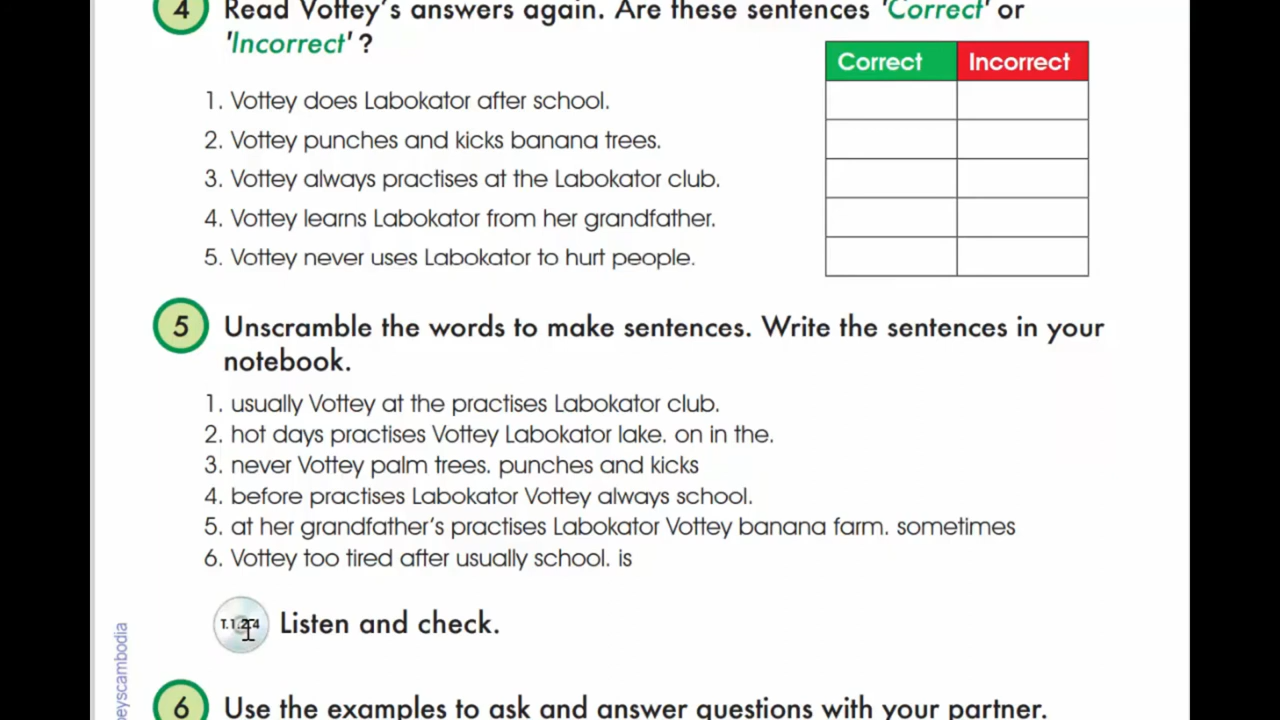 4 Read Vottey's answers again. Are these sentences 'Correct' or
'Incorrect' ?
Correct Incorrect
1. Vottey does Labokator after school.
2. Vottey punches and kicks banana trees.
3. Vottey always practises at the Labokator club.
4. Vottey learns Labokator from her grandfather.
5. Vottey never uses Labokator to hurt people.
5 Unscramble the words to make sentences. Write the sentences in your
notebook.
1. usually Vottey at the practises Labokator club.
2. hot days practises Vottey Labokator lake. on in the.
3. never Vottey palm trees. punches and kicks
4. before practises Labokator Vottey always school.
5. at her grandfather's practises Labokator Vottey banana farm. sometimes
6. Vottey too tired after usually school. is
Listen and check.
6 Use the examples to ask and answer questions with your partner.